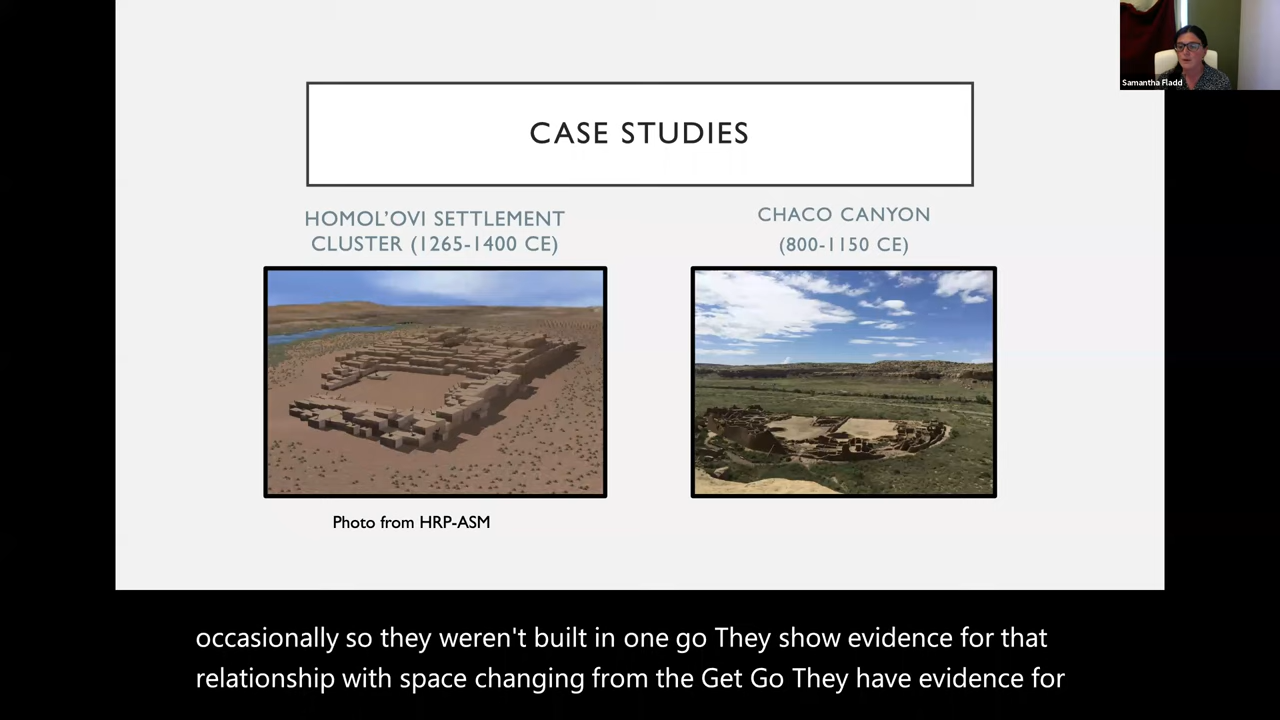 Samantha Fladd
CASE STUDIES
HOMOL'OVI SETTLEMENT
CLUSTER (1265-1400 CE)
CHACO CANYON
(800-1150 CE)
Photo from HRP-ASM
occasionally so they weren't built in one go They show evidence for that
relationship with space changing from the Get Go They have evidence for